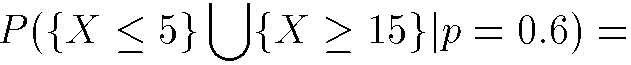 P({X ≤ 5} ⋃ {X ≥ 15}|p = 0.6) =